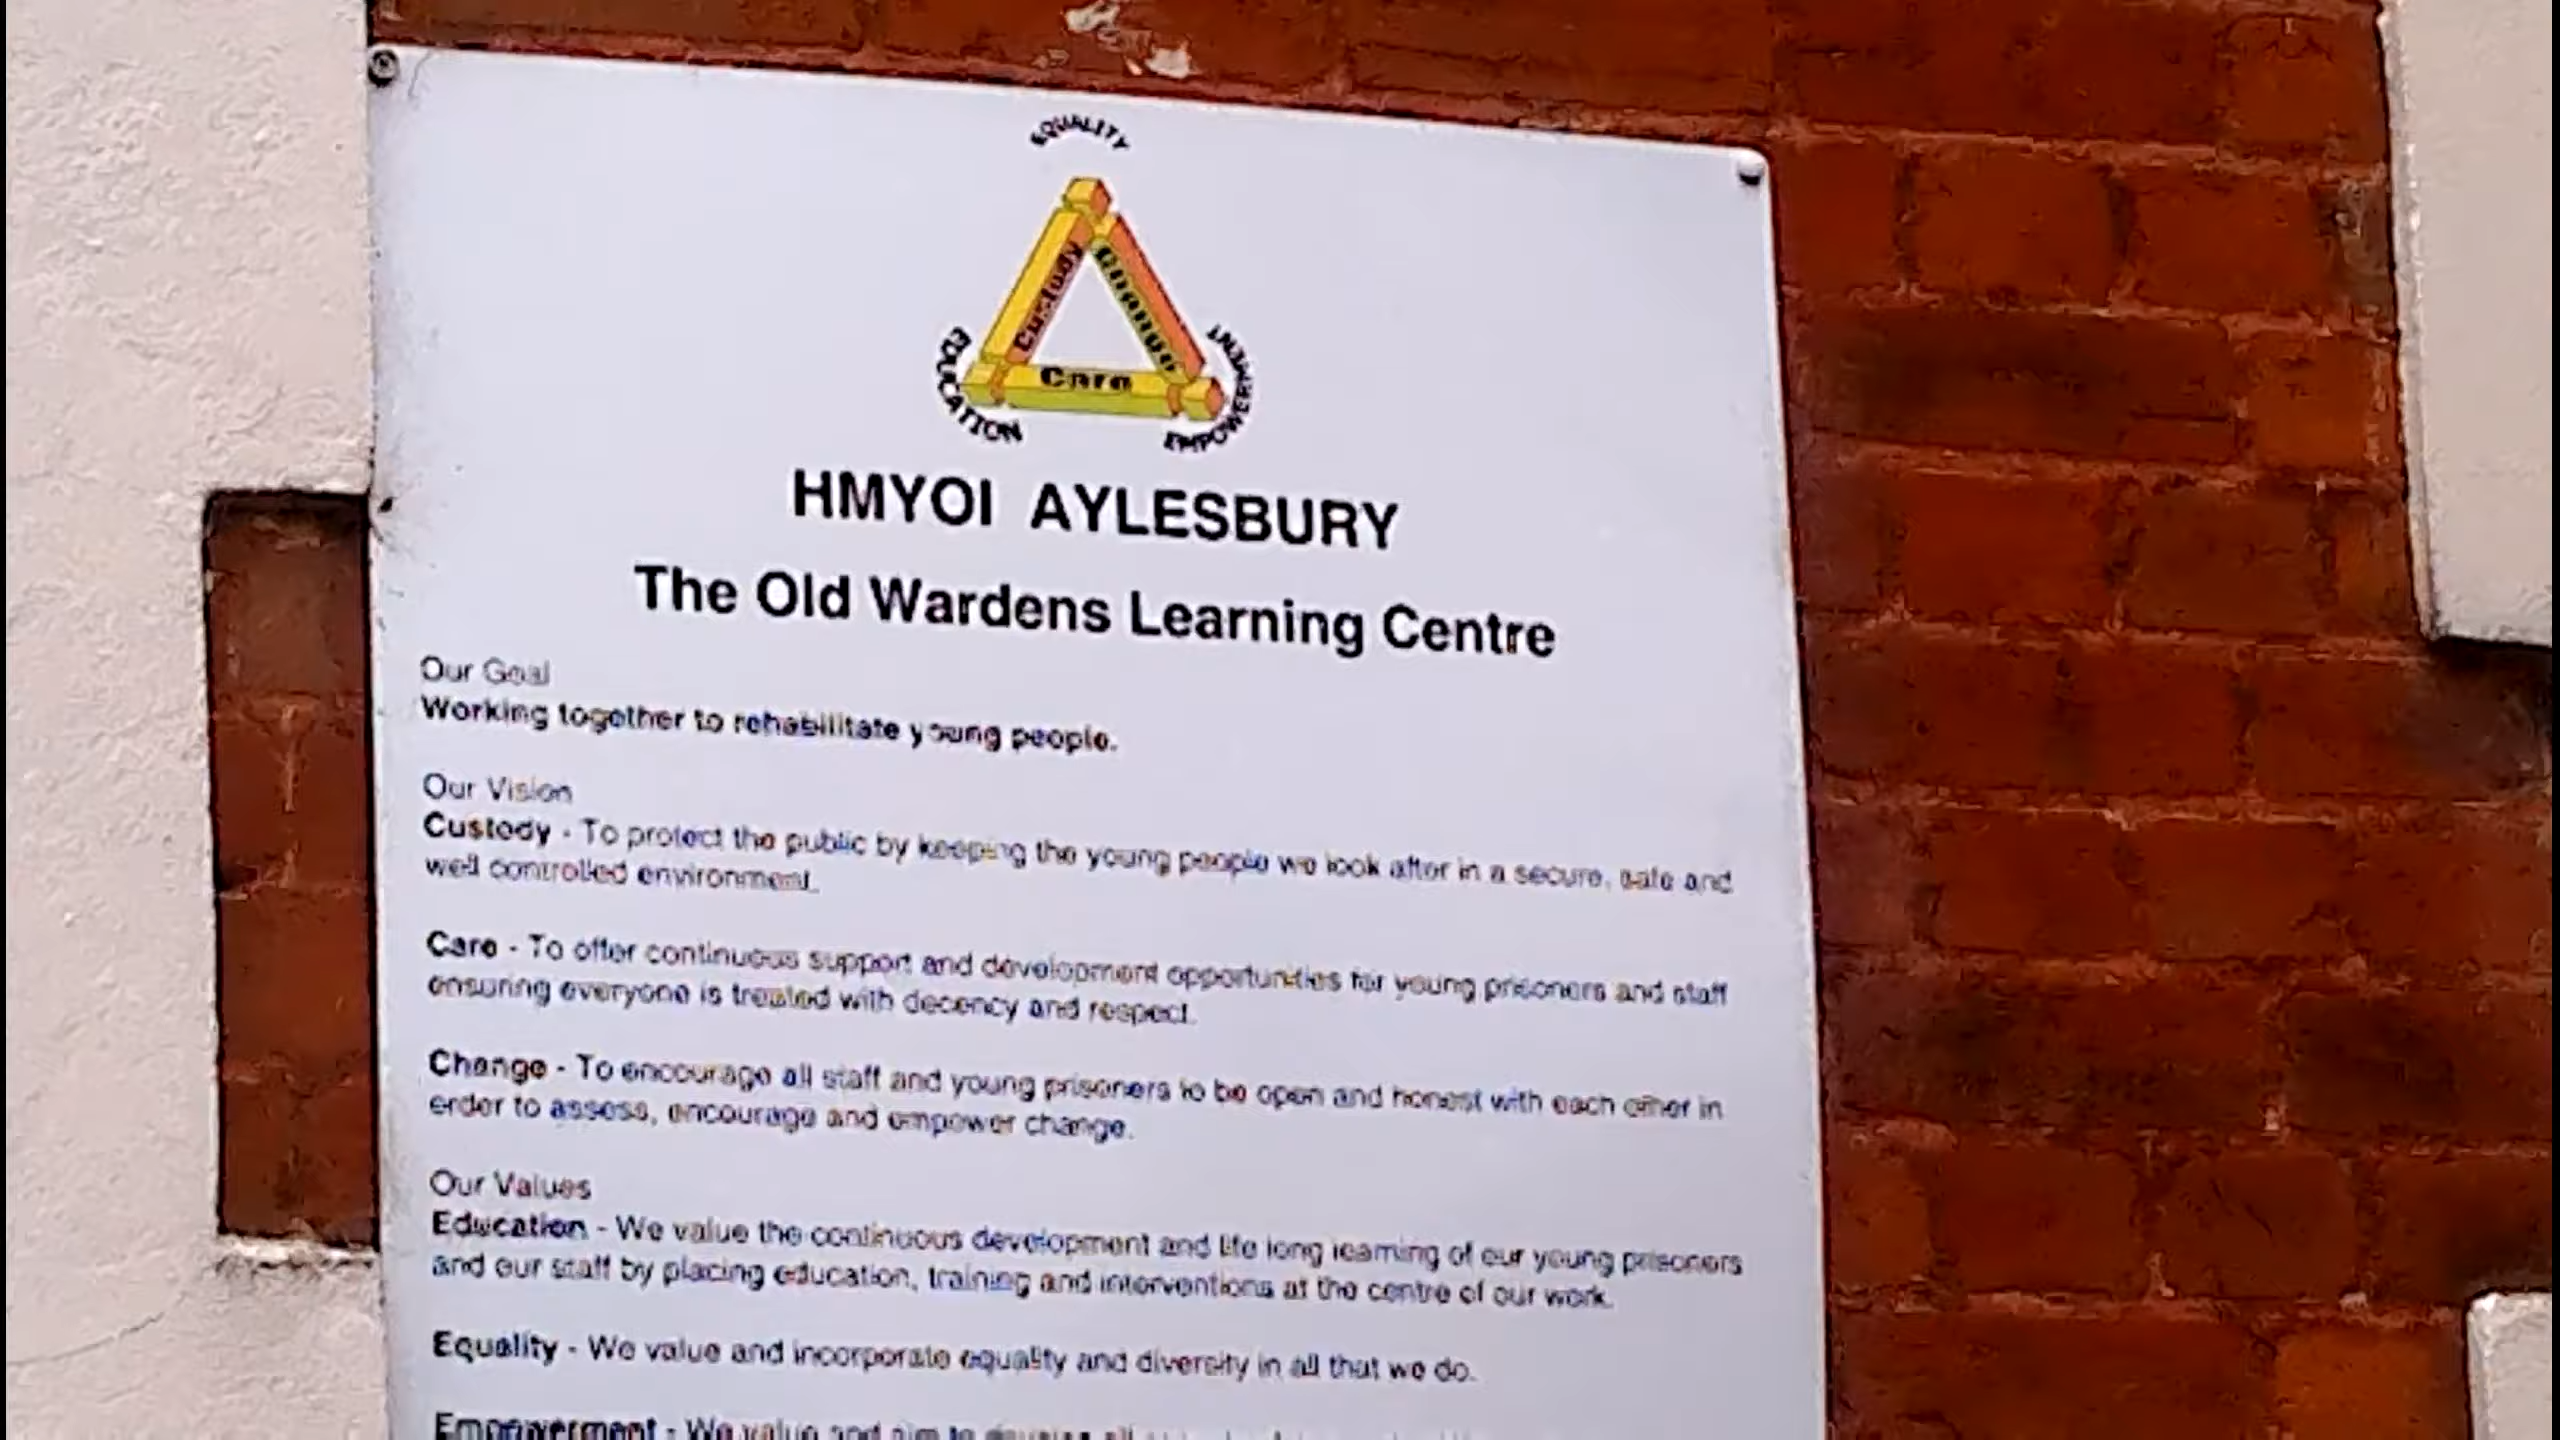 EQUALITY
Custody
Change
Care
EDUCATION
EMPOWERMENT
HMYOI AYLESBURY
The Old Wardens Learning Centre
Our Goal
Working together to rehabilitate young people.
Our Vision
Custody - To protect the public by keeping the young people we look after in a secure, safe and
well controlled environment.
Care - To offer continuous support and development opportunities for young prisoners and staff
ensuring everyone is treated with decency and respect.
Change - To encourage all staff and young prisoners to be open and honest with each other in
order to assess, encourage and empower change.
Our Values
Education - We value the continuous development and life long learning of our young prisoners
and our staff by placing education, training and interventions at the centre of our work.
Equality - We value and incorporate equality and diversity in all that we do.
Empowerment - We value and aim to develop all